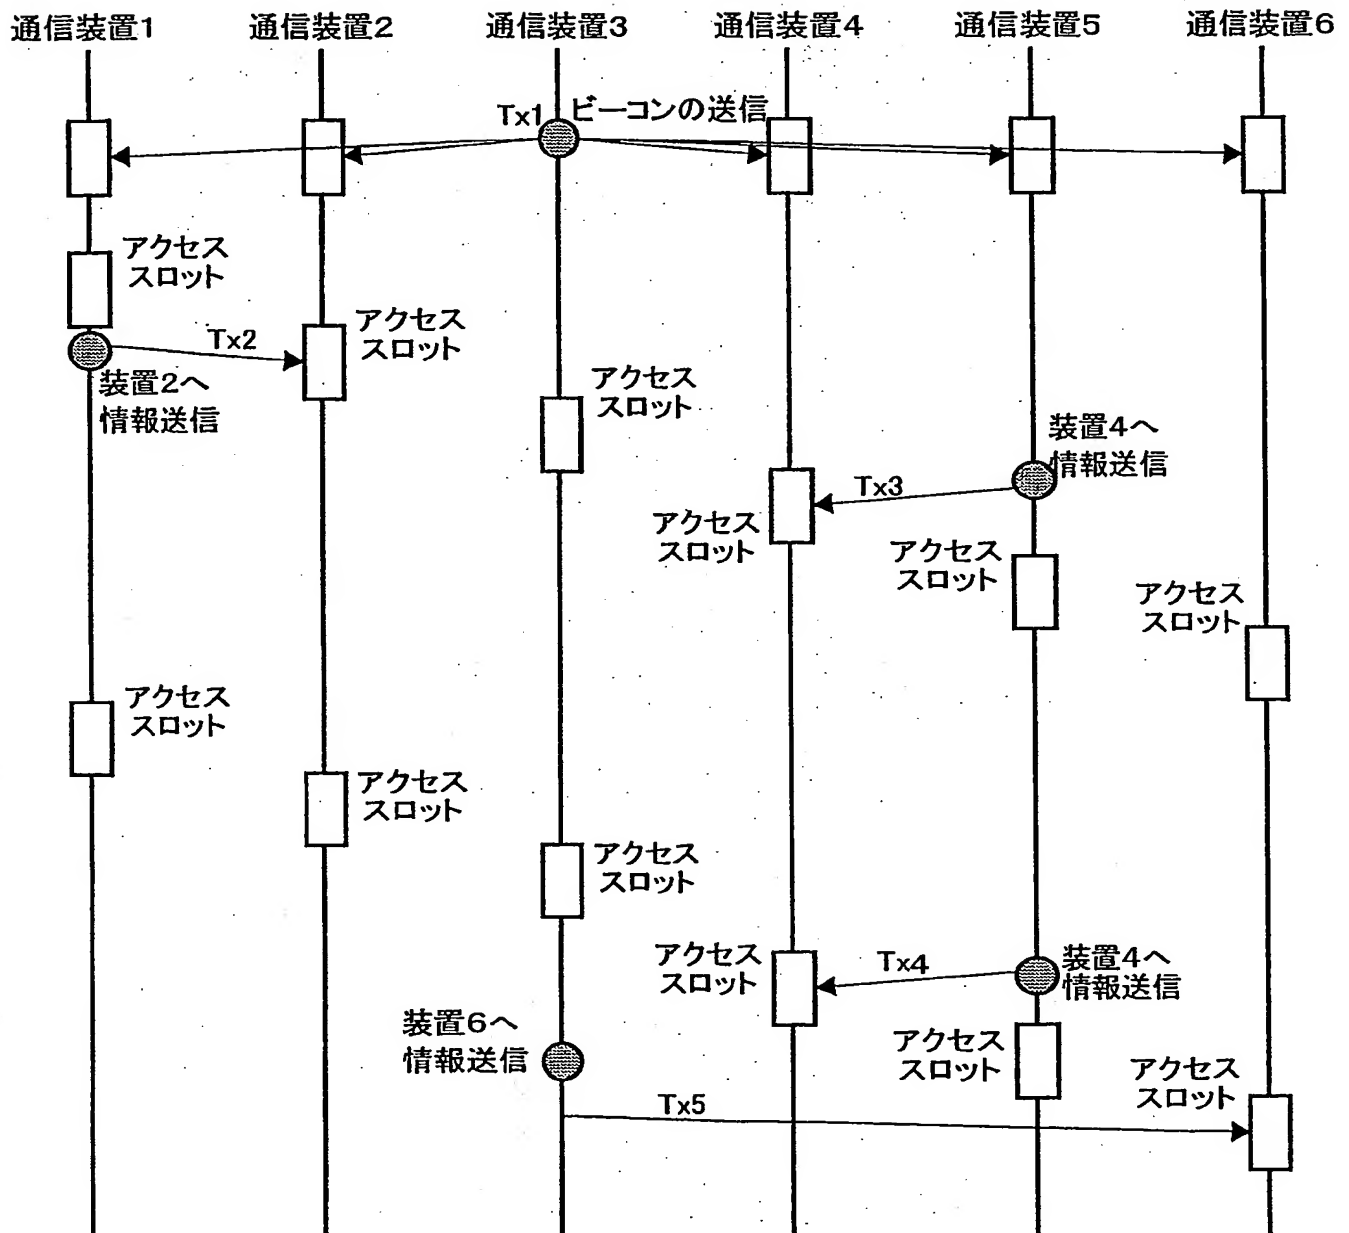 通信装置1
通信装置2
通信装置3
通信装置4
通信装置5
通信装置6
Tx1
ビーコンの送信
アクセス
スロット
Tx2
アクセス
スロット
装置2へ
情報送信
アクセス
スロット
装置4へ
情報送信
Tx3
アクセス
スロット
アクセス
スロット
アクセス
スロット
アクセス
スロット
アクセス
スロット
アクセス
スロット
アクセス
スロット
Tx4
装置4へ
情報送信
装置6へ
情報送信
アクセス
スロット
アクセス
スロット
Tx5